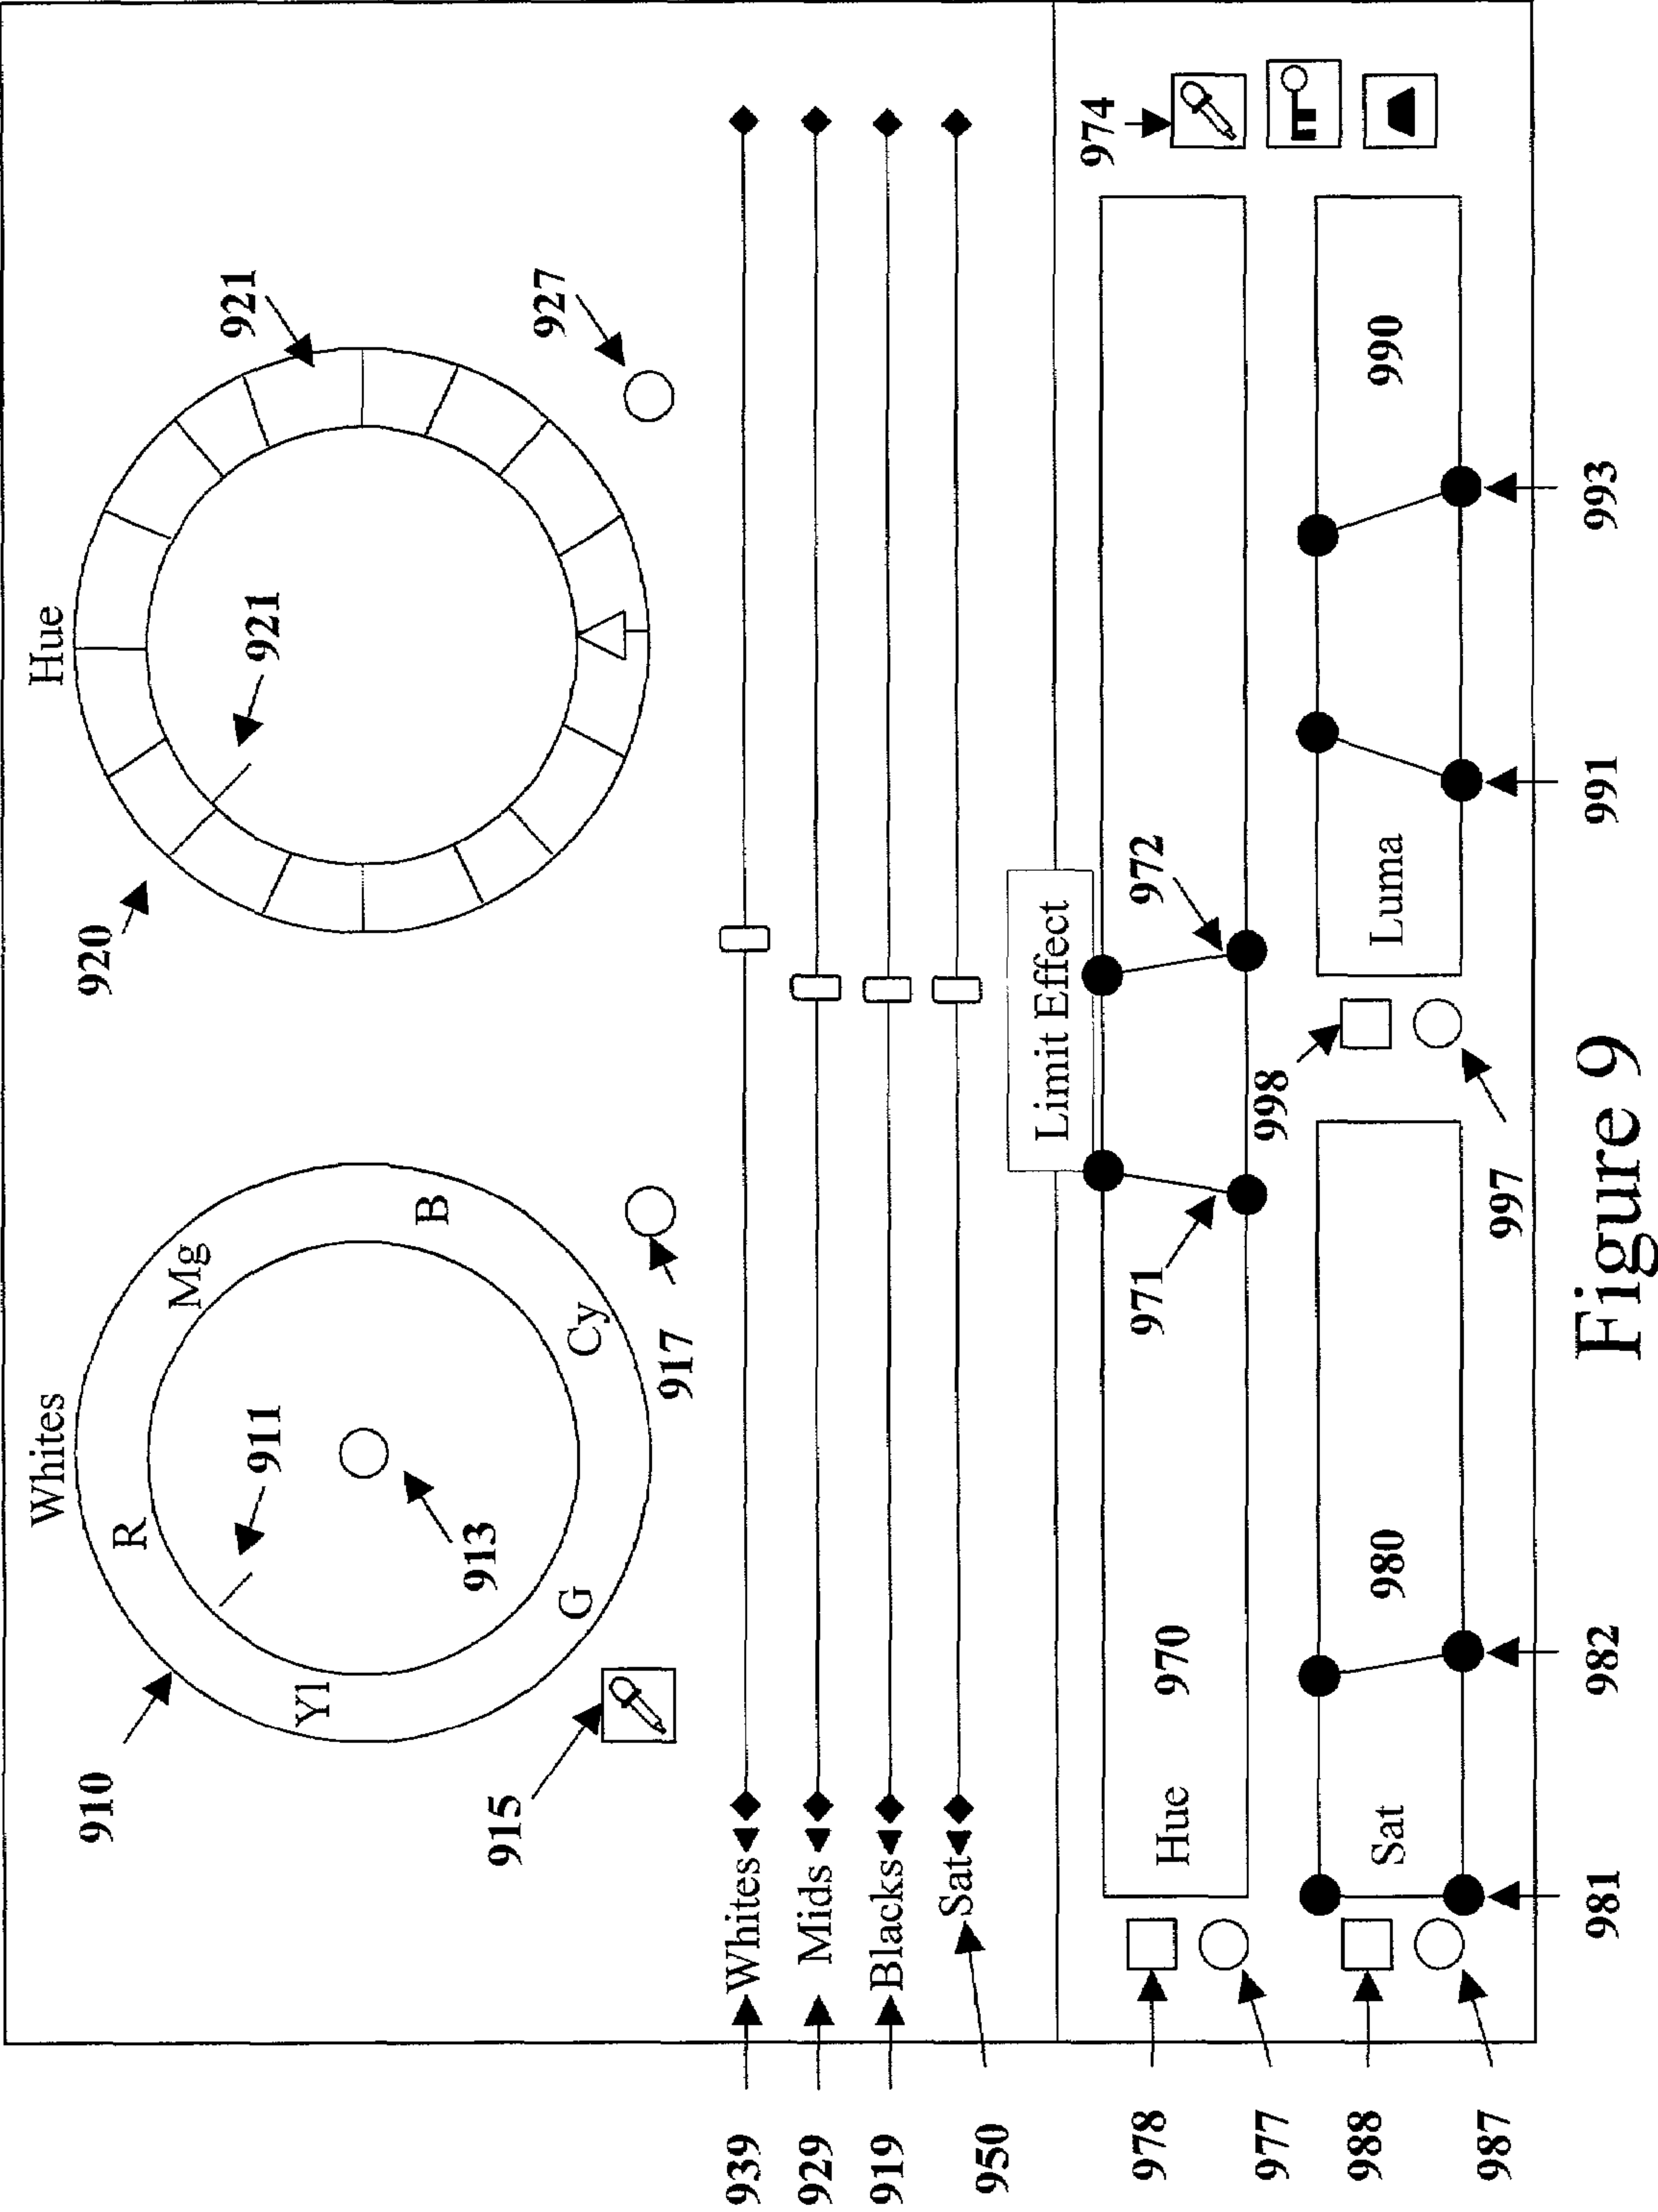 Whites
Hue
910
R
911
Mg
920
921
921
Yl
913
B
915
G
Cy
917
927
939
Whites
929
Mids
919
Blacks
950
Sat
Limit Effect
974
978
Hue
970
971
972
977
998
988
Sat
980
Luma
990
987
997
981
982
991
993
Figure 9